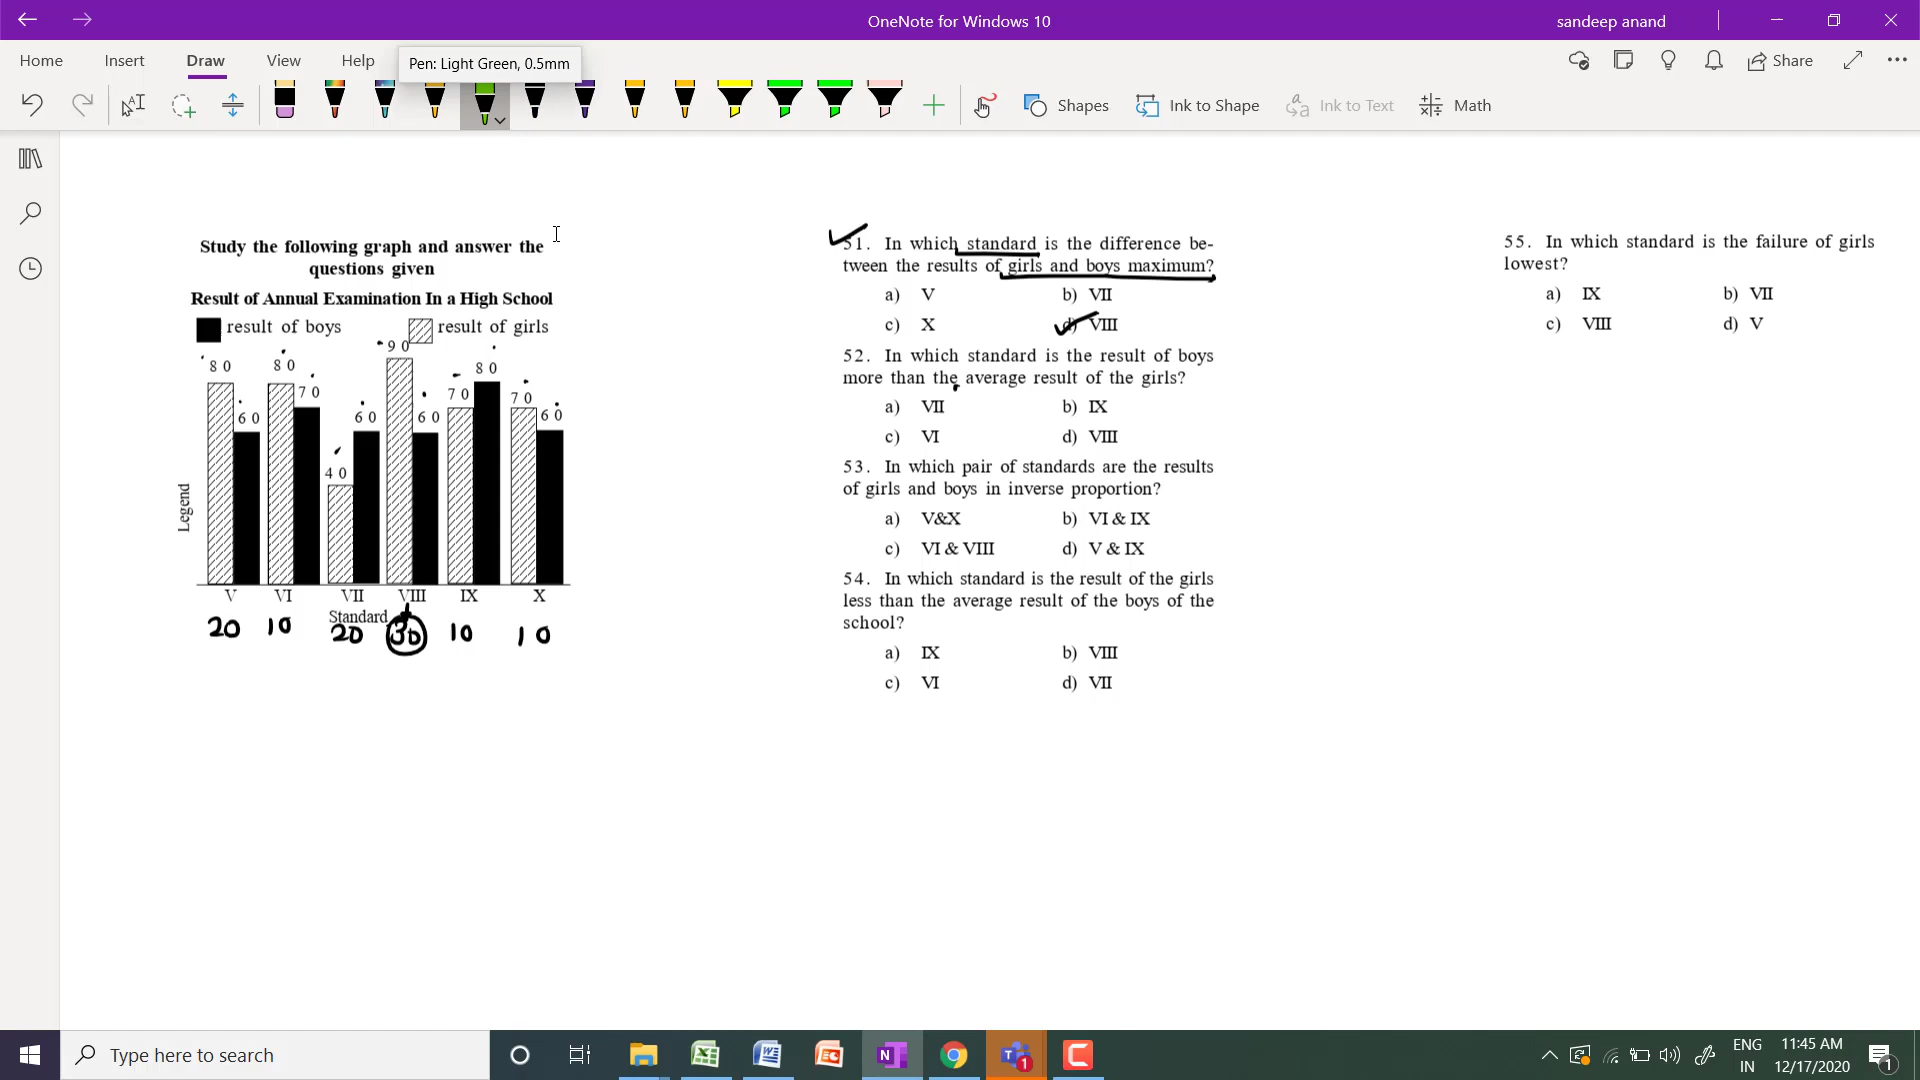 OneNote for Windows 10
sandeep anand
Home Insert Draw View Help
Pen: Light Green, 0.5mm
Share
Shapes
Ink to Shape
Ink to Text
Math
Study the following graph and answer the
questions given
Result of Annual Examination In a High School
result of boys
result of girls
80 60
80 70
40 60
90 60
70 80
70 60
Legend
V VI VII VIII IX X
Standard
20 10 20 30 10 10
51. In which standard is the difference be-
tween the results of girls and boys maximum?
a) V
b) VII
c) X
d) VIII
52. In which standard is the result of boys
more than the average result of the girls?
a) VII
b) IX
c) VI
d) VIII
53. In which pair of standards are the results
of girls and boys in inverse proportion?
a) V&X
b) VI & IX
c) VI & VIII
d) V & IX
54. In which standard is the result of the girls
less than the average result of the boys of the
school?
a) IX
b) VIII
c) VI
d) VII
55. In which standard is the failure of girls
lowest?
a) IX
b) VII
c) VIII
d) V
Type here to search
1
ENG
IN
11:45 AM
12/17/2020
1